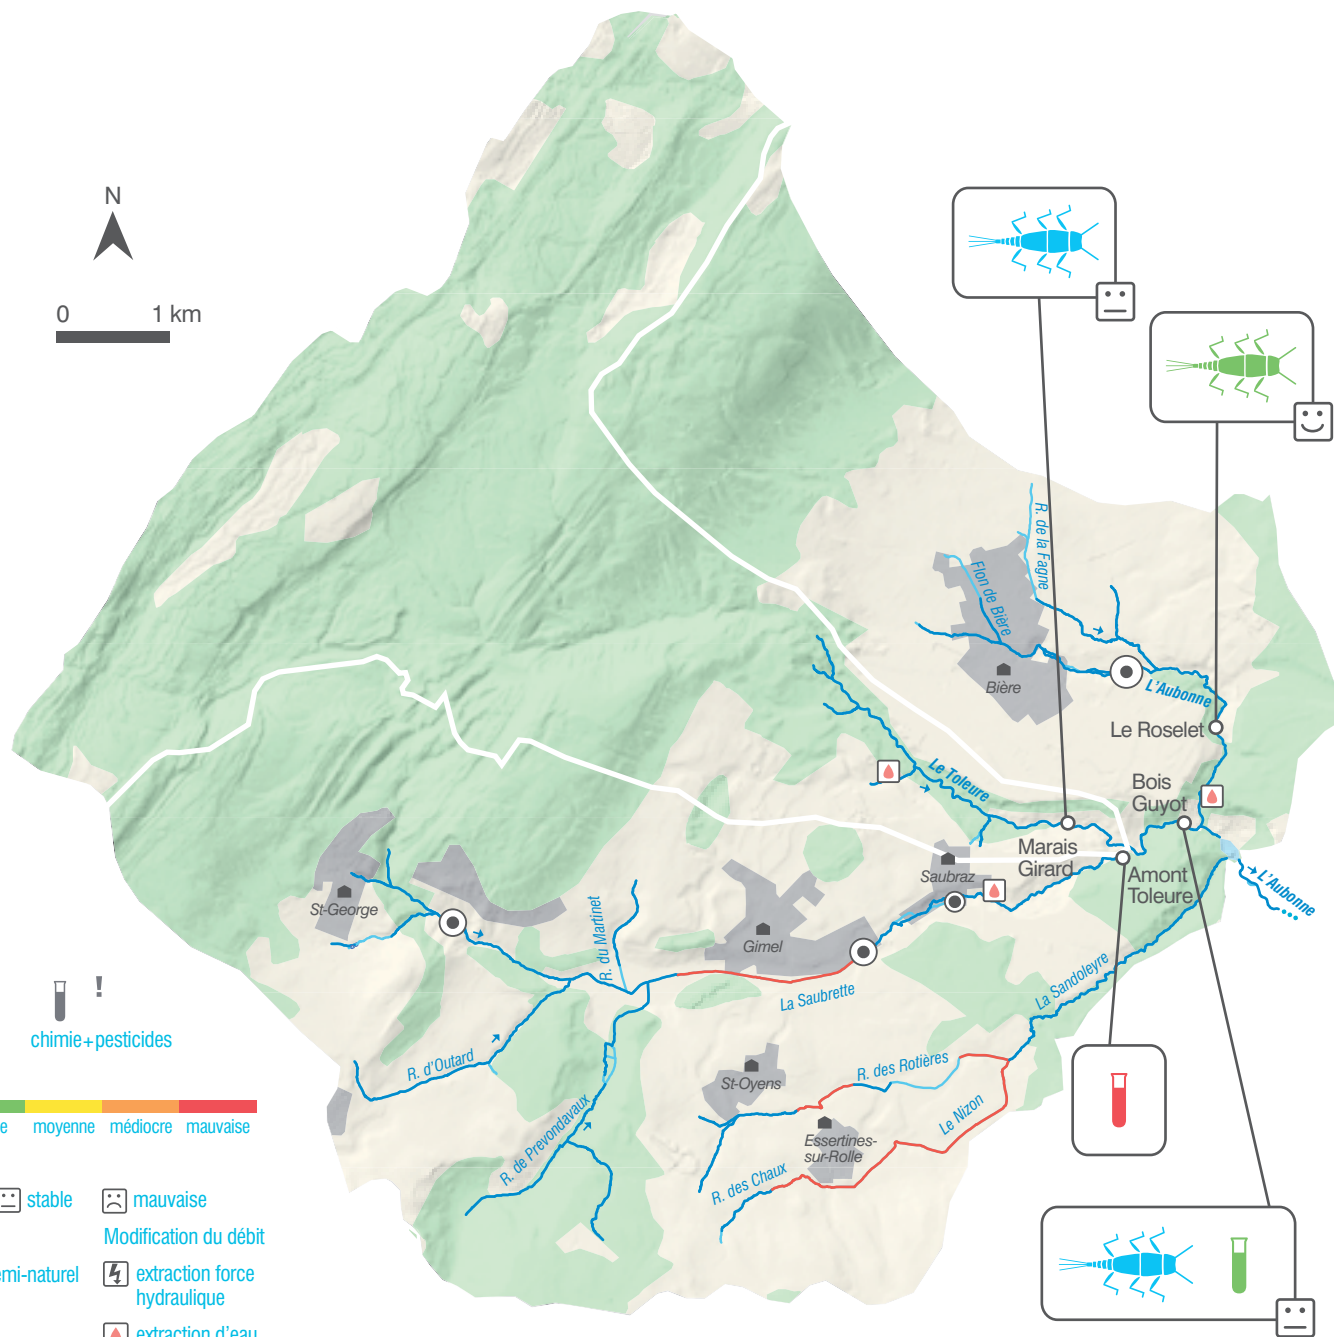 N
0 1 km
R. de la Fagne
Flon de Bière
Bière
L'Aubonne
Le Roselet
Bois
Guyot
Le Toleure
Marais
Girard
Saubraz
Amont
Toleure
L'Aubonne
St-George
R. du Martinet
Gimel
La Saubrette
La Sandoleyre
!
chimie+pesticides
R. d'Outard
St-Oyens
R. des Rotières
Le Nizon
e moyenne médiocre mauvaise
R. de Prevondavaux
Essertines-
sur-Rolle
R. des Chaux
stable mauvaise
Modification du débit
emi-naturel extraction force
hydraulique
extraction d'eau